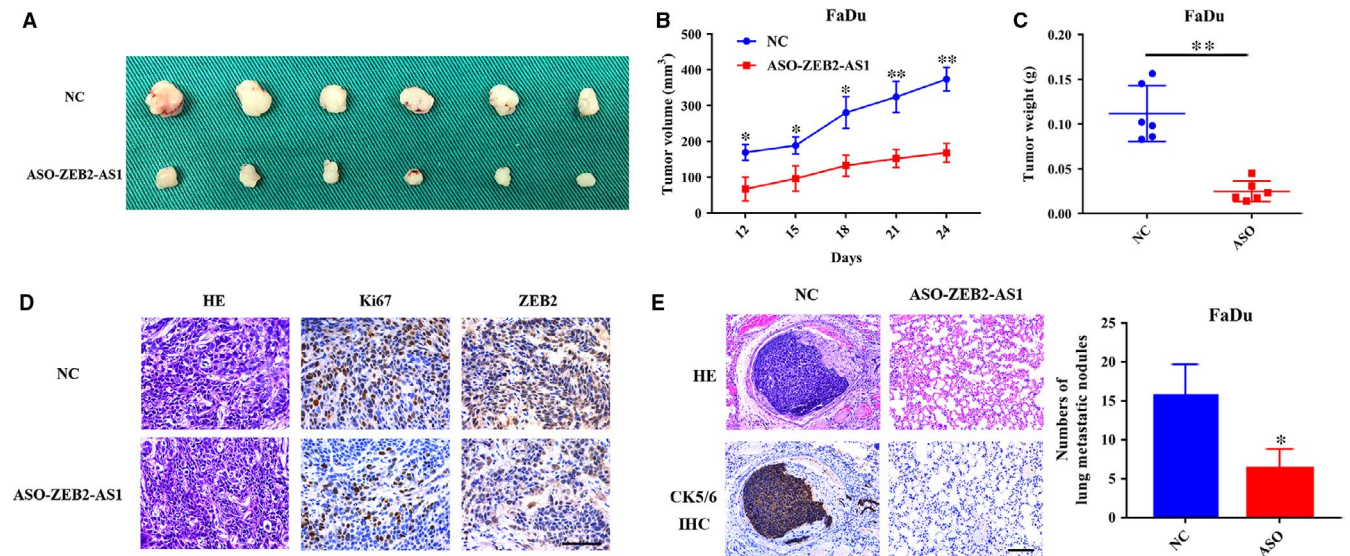 A
NC
ASO-ZEB2-AS1
B
FaDu
NC
ASO-ZEB2-AS1
Tumor volume (mm³)
500
400
300
200
100
0
*
*
*
**
**
12
15
18
21
24
Days
C
FaDu
**
Tumor weight (g)
0.15
0.10
0.05
0.00
NC
ASO
D
HE
Ki67
ZEB2
NC
ASO-ZEB2-AS1
E
NC
ASO-ZEB2-AS1
HE
CK5/6
IHC
FaDu
Numbers of
lung metastatic nodules
25
20
15
10
5
0
*
NC
ASO